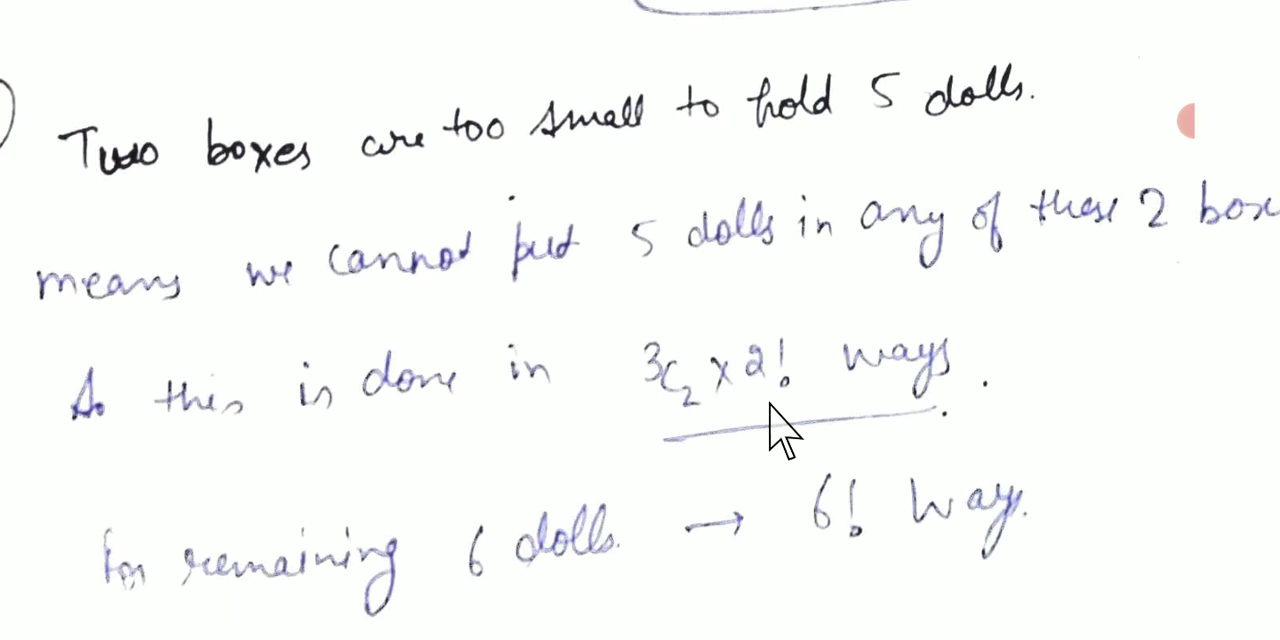 Two boxes are too small to hold 5 dolls.
means we cannot put 5 dolls in any of these 2 box
So this is done in ³C₂ × 2! ways.
for remaining 6 dolls. → 6! ways.